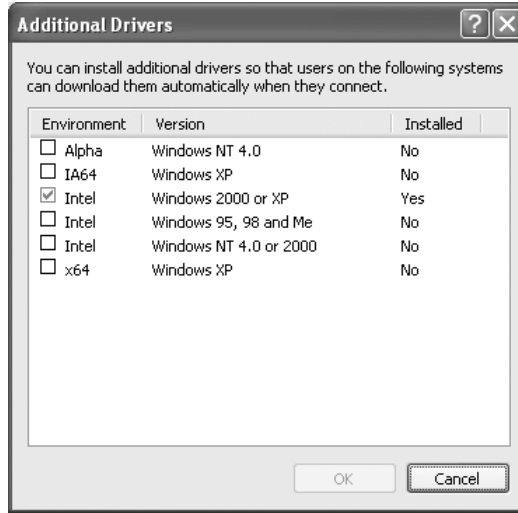 Additional Drivers
You can install additional drivers so that users on the following systems
can download them automatically when they connect.
Environment Version Installed
Alpha Windows NT 4.0 No
IA64 Windows XP No
Intel Windows 2000 or XP Yes
Intel Windows 95, 98 and Me No
Intel Windows NT 4.0 or 2000 No
x64 Windows XP No
OK Cancel